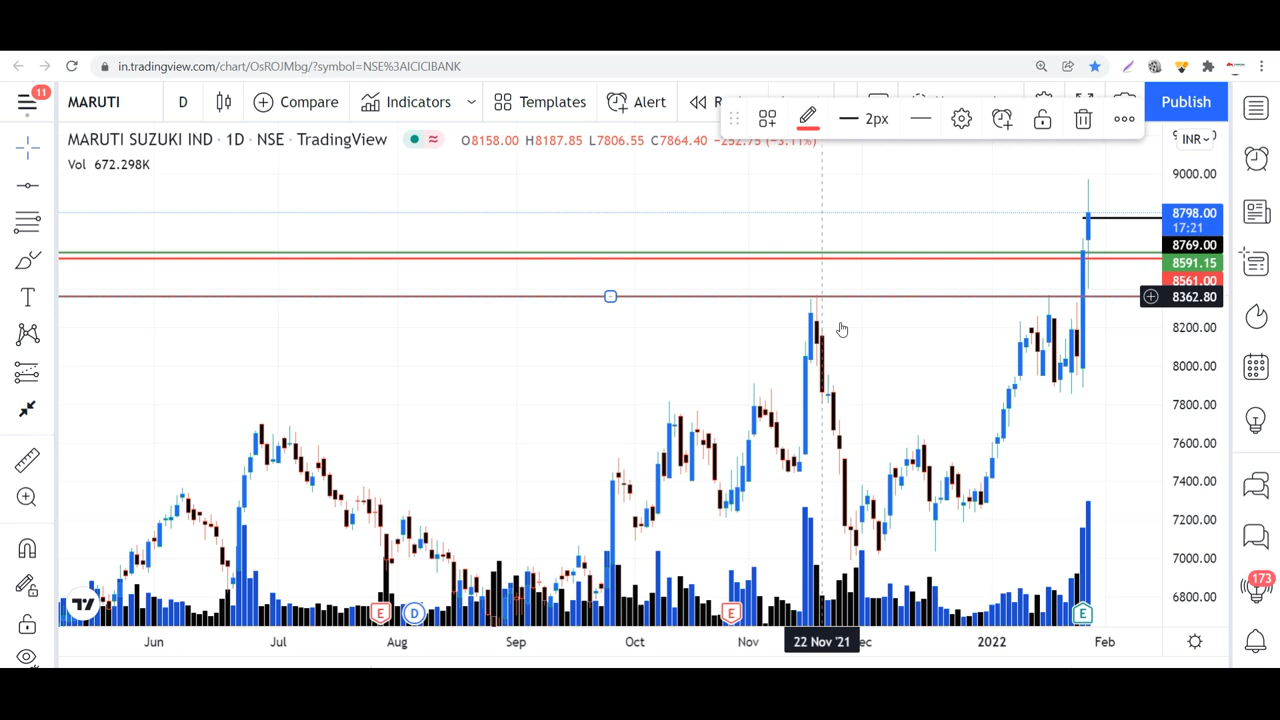 in.tradingview.com/chart/OsROJMbg/?symbol=NSE%3AICICIBANK
11
MARUTI
D
Compare
Indicators
Templates
Alert
Publish
2px
MARUTI SUZUKI IND · 1D · NSE · TradingView
O8158.00 H8187.85 L7806.55 C7864.40 −252.75 (−3.11%)
INR
Vol 672.298K
9000.00
8798.00
17:21
8769.00
8591.15
8561.00
8362.80
8200.00
8000.00
7800.00
7600.00
7400.00
7200.00
7000.00
6800.00
173
E
D
E
E
Jun
Jul
Aug
Sep
Oct
Nov
22 Nov '21
2022
Feb